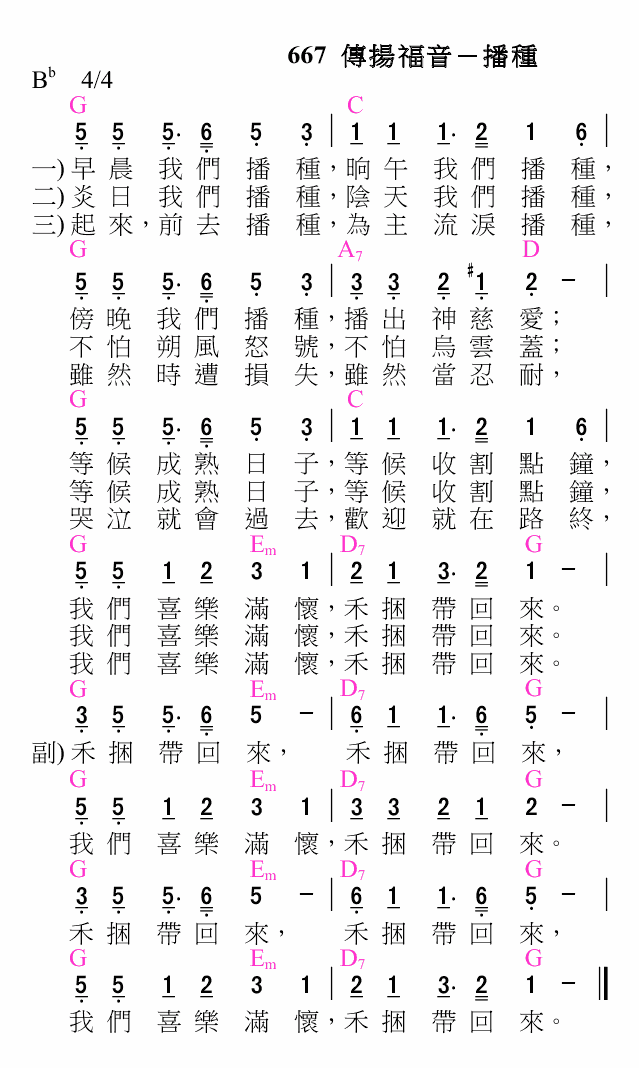 667 傳揚福音－播種
B♭ 4/4
G C
5 5 5· 6 5 3 | 1 1 1· 2 1 6 |
一)早晨我們播種，晌午我們播種，
二)炎日我們播種，陰天我們播種，
三)起來，前去播種，為主流淚播種，
G A7 D
5 5 5· 6 5 3 | 3 3 2 #1 2 － |
傍晚我們播種，播出神慈愛；
不怕朔風怒號，不怕烏雲蓋；
雖然時遭損失，雖然當忍耐，
G C
5 5 5· 6 5 3 | 1 1 1· 2 1 6 |
等候成熟日子，等候收割點鐘，
等候成熟日子，等候收割點鐘，
哭泣就會過去，歡迎就在路終，
G Em D7 G
5 5 1 2 3 1 | 2 1 3· 2 1 － |
我們喜樂滿懷，禾捆帶回來。
我們喜樂滿懷，禾捆帶回來。
我們喜樂滿懷，禾捆帶回來。
G Em D7 G
3 5 5· 6 5 － | 6 1 1· 6 5 － |
副)禾捆帶回來， 禾捆帶回來，
G Em D7 G
5 5 1 2 3 1 | 3 3 2 1 2 － |
我們喜樂滿懷，禾捆帶回來。
G Em D7 G
3 5 5· 6 5 － | 6 1 1· 6 5 － |
禾捆帶回來， 禾捆帶回來，
G Em D7 G
5 5 1 2 3 1 | 2 1 3· 2 1 － ‖
我們喜樂滿懷，禾捆帶回來。